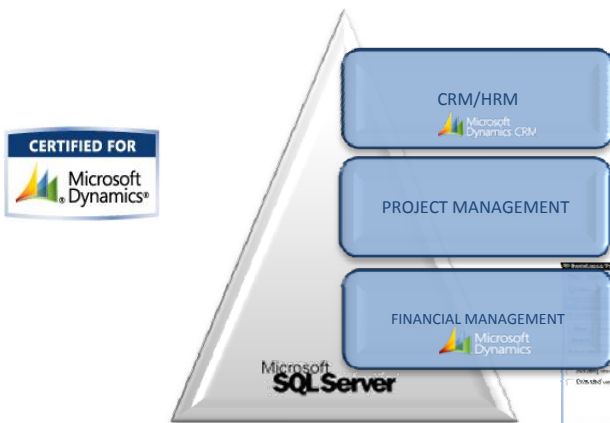 CRM/HRM
Microsoft
Dynamics CRM
CERTIFIED FOR
Microsoft
Dynamics®
PROJECT MANAGEMENT
FINANCIAL MANAGEMENT
Microsoft
Dynamics
Microsoft
SQL Server